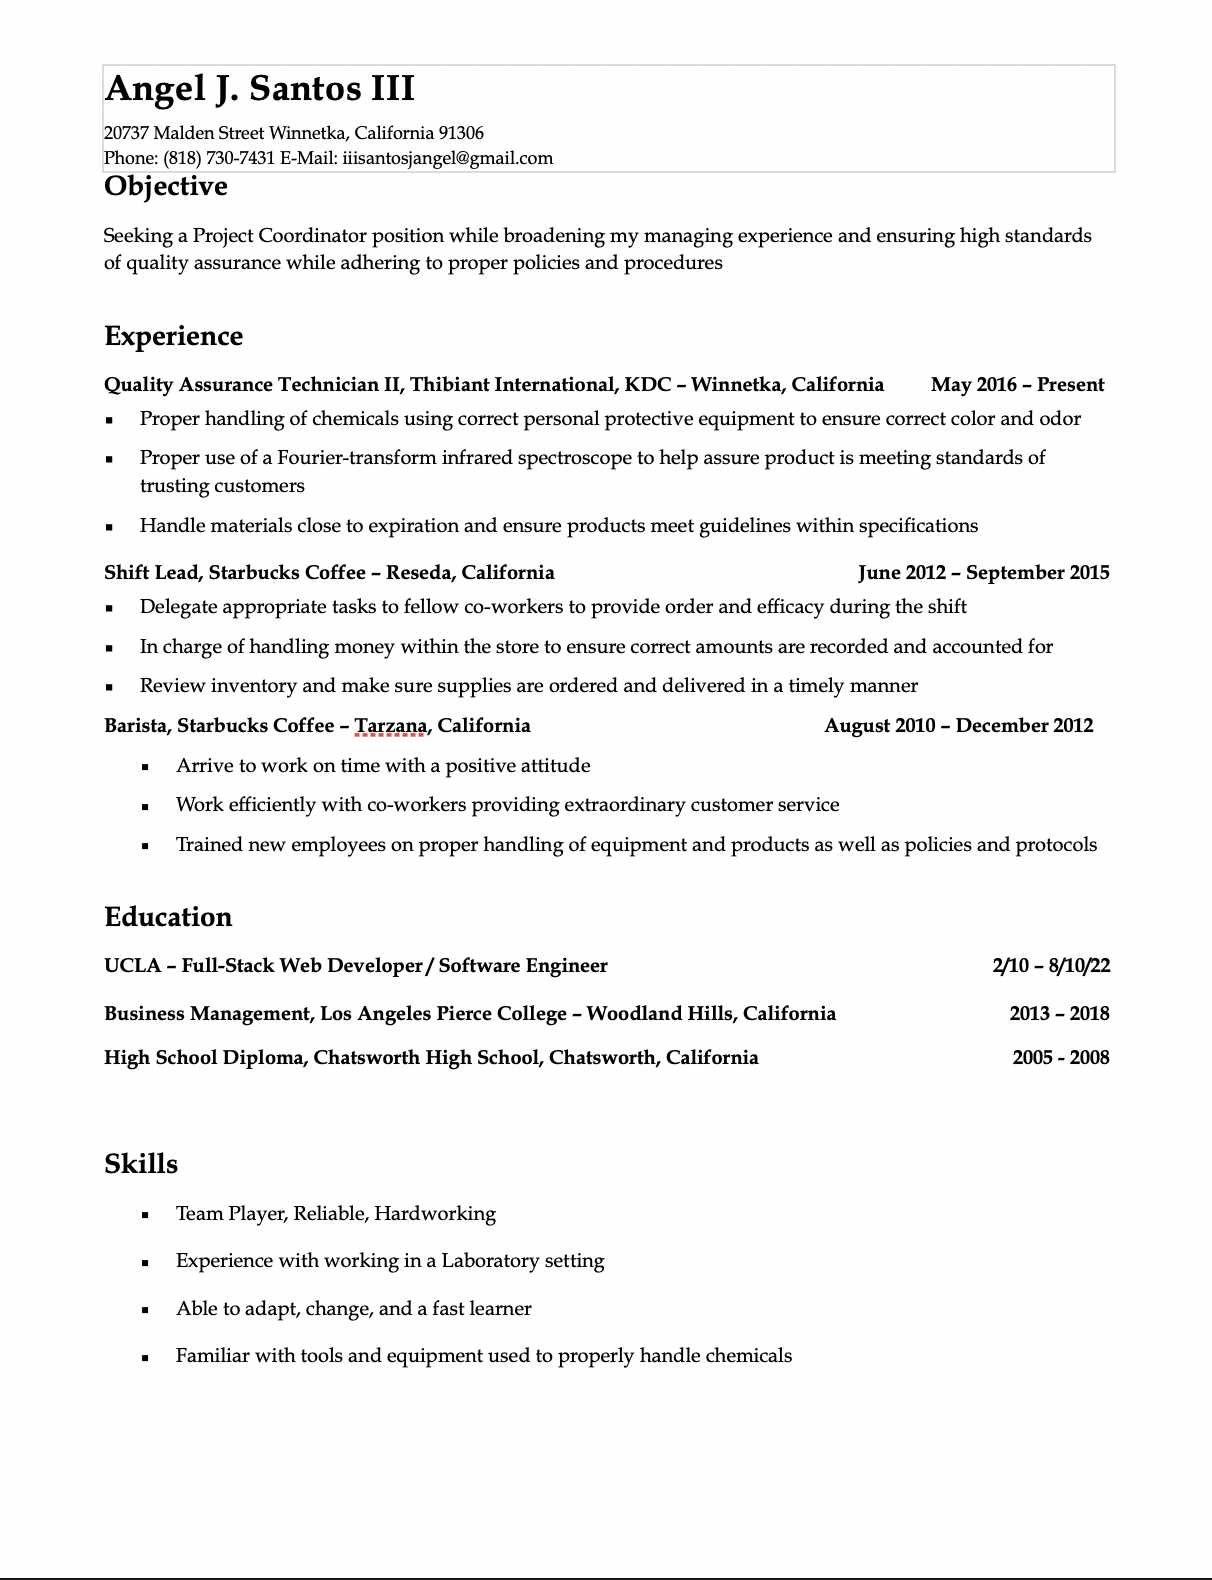 Angel J. Santos III
20737 Malden Street Winnetka, California 91306
Phone: (818) 730-7431 E-Mail: iiisantosjangel@gmail.com
Objective
Seeking a Project Coordinator position while broadening my managing experience and ensuring high standards
of quality assurance while adhering to proper policies and procedures
Experience
Quality Assurance Technician II, Thibiant International, KDC – Winnetka, California May 2016 – Present
▪ Proper handling of chemicals using correct personal protective equipment to ensure correct color and odor
▪ Proper use of a Fourier-transform infrared spectroscope to help assure product is meeting standards of
trusting customers
▪ Handle materials close to expiration and ensure products meet guidelines within specifications
Shift Lead, Starbucks Coffee – Reseda, California June 2012 – September 2015
▪ Delegate appropriate tasks to fellow co-workers to provide order and efficacy during the shift
▪ In charge of handling money within the store to ensure correct amounts are recorded and accounted for
▪ Review inventory and make sure supplies are ordered and delivered in a timely manner
Barista, Starbucks Coffee – Tarzana, California August 2010 – December 2012
▪ Arrive to work on time with a positive attitude
▪ Work efficiently with co-workers providing extraordinary customer service
▪ Trained new employees on proper handling of equipment and products as well as policies and protocols
Education
UCLA – Full-Stack Web Developer / Software Engineer 2/10 – 8/10/22
Business Management, Los Angeles Pierce College – Woodland Hills, California 2013 – 2018
High School Diploma, Chatsworth High School, Chatsworth, California 2005 - 2008
Skills
▪ Team Player, Reliable, Hardworking
▪ Experience with working in a Laboratory setting
▪ Able to adapt, change, and a fast learner
▪ Familiar with tools and equipment used to properly handle chemicals